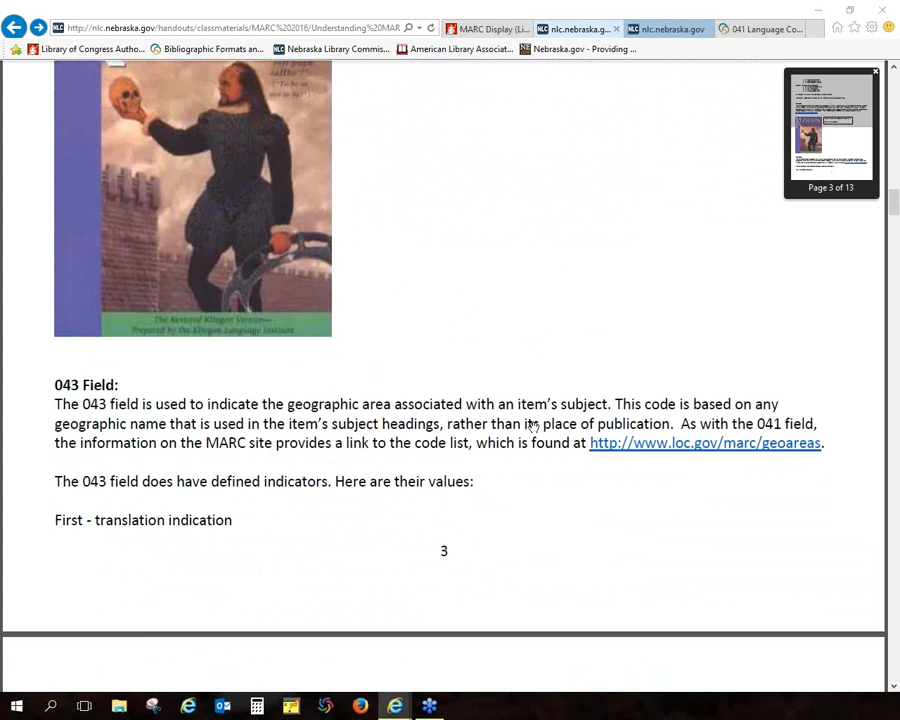 http://nlc.nebraska.gov/handouts/classmaterials/MARC%202016/Understanding%20MAR
MARC Display (Li...
nlc.nebraska.g...
nlc.nebraska.gov
041 Language Co...
Library of Congress Autho...
Bibliographic Formats an...
Nebraska Library Commis...
American Library Associat...
Nebraska.gov - Providing ...
The Restored Klingon Version—
Prepared by the Klingon Language Institute
Page 3 of 13
043 Field:
The 043 field is used to indicate the geographic area associated with an item's subject. This code is based on any
geographic name that is used in the item's subject headings, rather than its place of publication. As with the 041 field,
the information on the MARC site provides a link to the code list, which is found at http://www.loc.gov/marc/geoareas.
The 043 field does have defined indicators. Here are their values:
First - translation indication
3